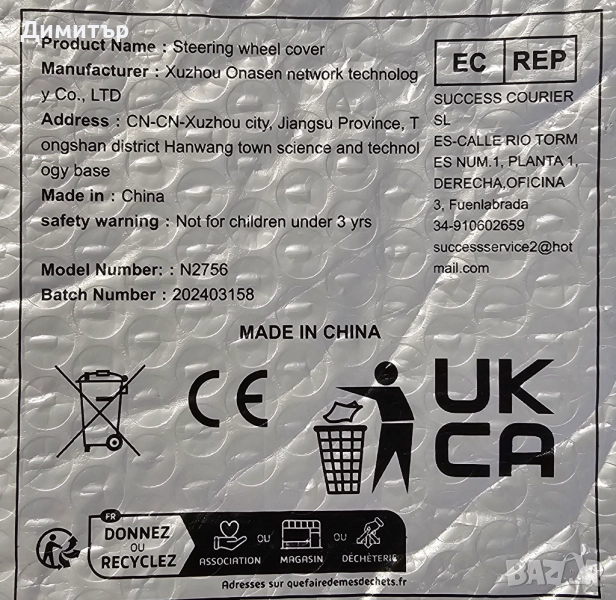 Димитър
Product Name : Steering wheel cover
Manufacturer : Xuzhou Onasen network technolog
y Co., LTD
Address : CN-CN-Xuzhou city, Jiangsu Province, T
ongshan district Hanwang town science and technol
ogy base
Made in : China
safety warning : Not for children under 3 yrs
Model Number: : N2756
Batch Number : 202403158
EC REP
SUCCESS COURIER
SL
ES-CALLE RIO TORM
ES NUM.1, PLANTA 1,
DERECHA,OFICINA
3, Fuenlabrada
34-910602659
successservice2@hot
mail.com
MADE IN CHINA
CE
UK
CA
FR
DONNEZ
OU
RECYCLEZ
ASSOCIATION OU MAGASIN OU DÉCHÈTERIE
Adresses sur quefairedemesdechets.fr
BAZAR